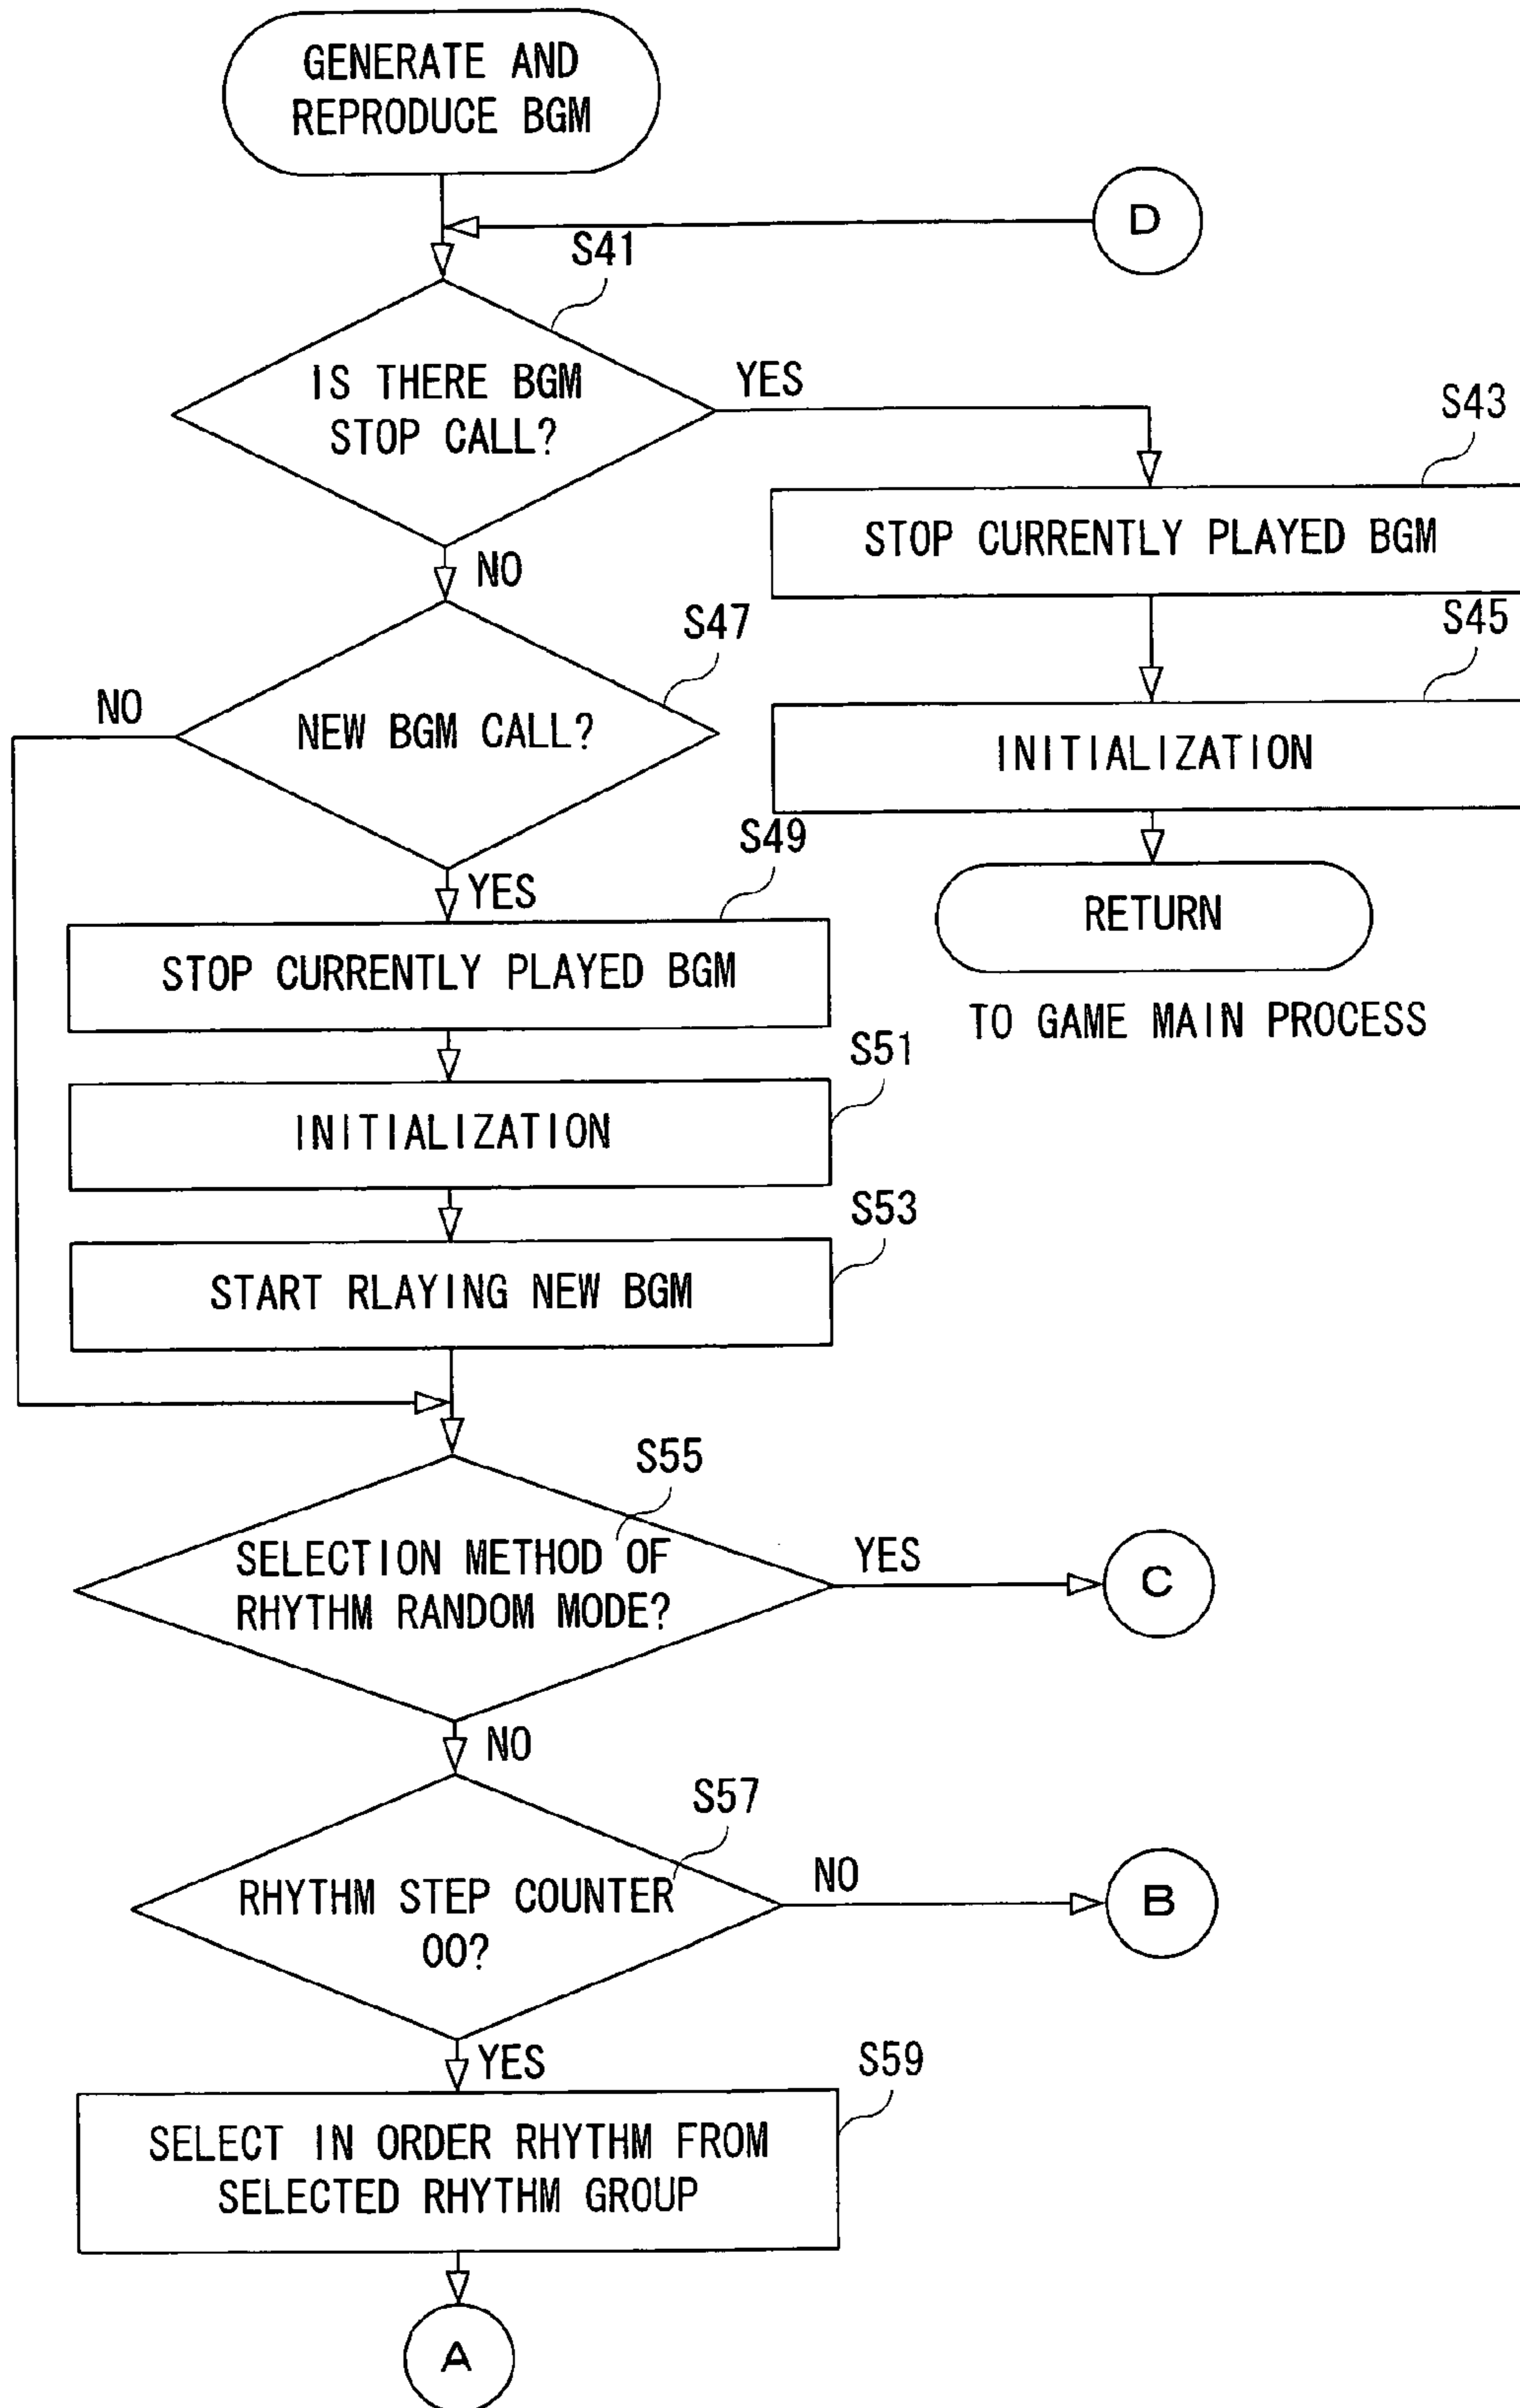 GENERATE AND
REPRODUCE BGM
D
S41
IS THERE BGM
STOP CALL?
YES
S43
STOP CURRENTLY PLAYED BGM
NO
S45
INITIALIZATION
RETURN
TO GAME MAIN PROCESS
S47
NEW BGM CALL?
NO
YES
S49
STOP CURRENTLY PLAYED BGM
S51
INITIALIZATION
S53
START RLAYING NEW BGM
S55
SELECTION METHOD OF
RHYTHM RANDOM MODE?
YES
C
NO
S57
RHYTHM STEP COUNTER
00?
NO
B
YES
S59
SELECT IN ORDER RHYTHM FROM
SELECTED RHYTHM GROUP
A